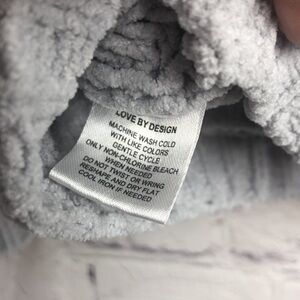 LOVE BY DESIGN
MACHINE WASH COLD
WITH LIKE COLORS
GENTLE CYCLE
ONLY NON-CHLORINE BLEACH
WHEN NEEDED
DO NOT TWIST OR WRING
RESHAPE AND DRY FLAT
COOL IRON IF NEEDED